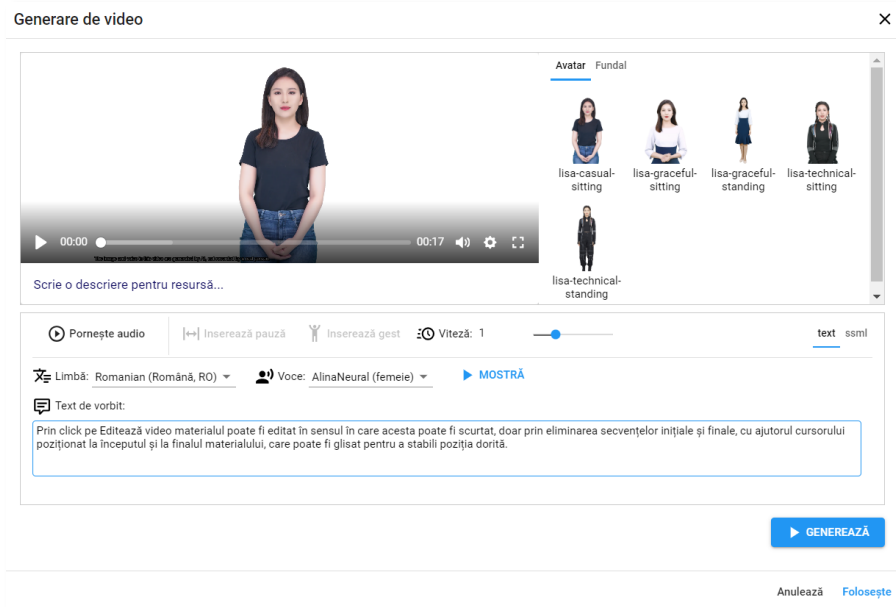 Generare de video
Avatar Fundal
lisa-casual-
sitting
lisa-graceful-
sitting
lisa-graceful-
standing
lisa-technical-
sitting
lisa-technical-
standing
00:00
00:17
Scrie o descriere pentru resursă...
Pornește audio
Inserează pauză
Inserează gest
Viteză: 1
text ssml
Limbă: Romanian (Română, RO)
Voce: AlinaNeural (femeie)
MOSTRĂ
Text de vorbit:
Prin click pe Editează video materialul poate fi editat în sensul în care acesta poate fi scurtat, doar prin eliminarea secvențelor inițiale și finale, cu ajutorul cursorului
poziționat la începutul și la finalul materialului, care poate fi glisat pentru a stabili poziția dorită.
GENEREAZĂ
Anulează Folosește